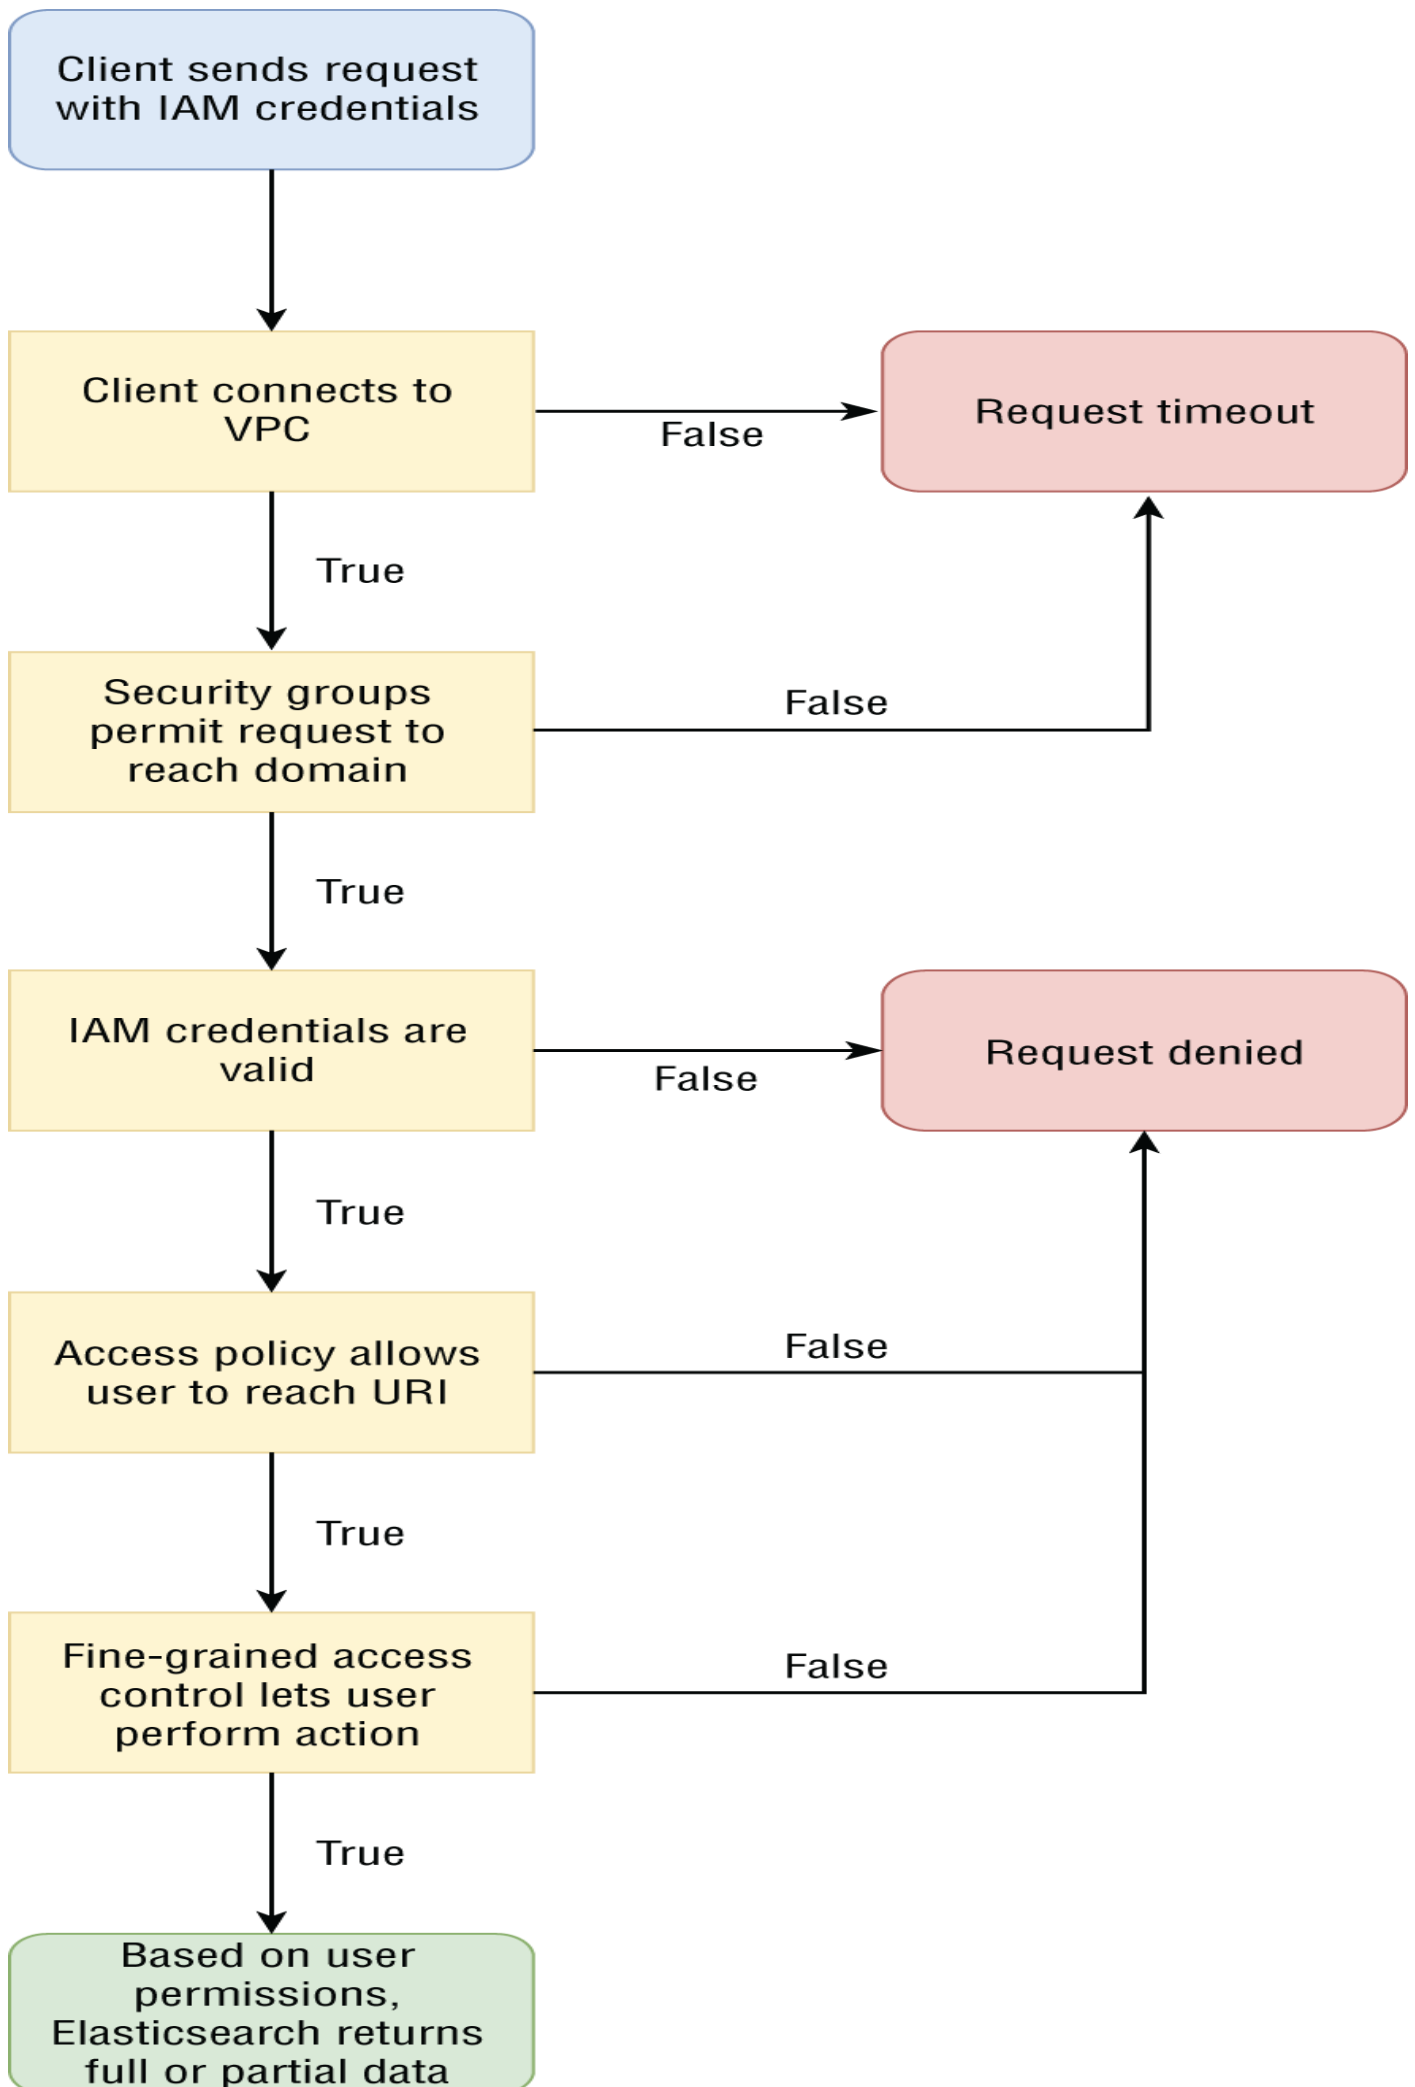 Client sends request
with IAM credentials
Client connects to
VPC
False
Request timeout
True
Security groups
permit request to
reach domain
False
True
IAM credentials are
valid
False
Request denied
True
Access policy allows
user to reach URI
False
True
Fine-grained access
control lets user
perform action
False
True
Based on user
permissions,
Elasticsearch returns
full or partial data